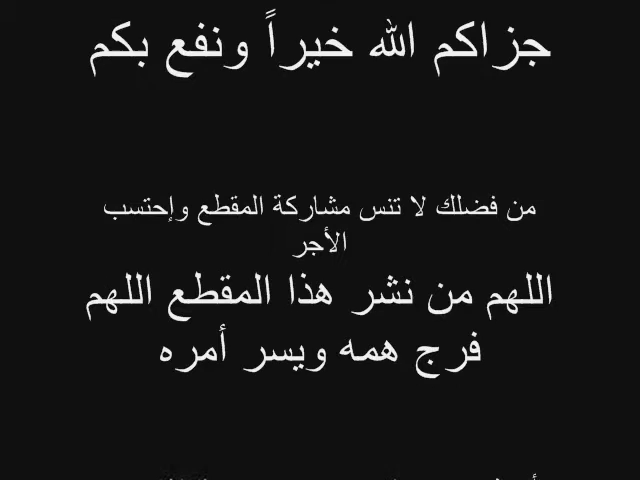 جزاكم الله خيراً ونفع بكم
من فضلك لا تنس مشاركة المقطع وإحتسب
الأجر
اللهم من نشر هذا المقطع اللهم
فرج همه ويسر أمره